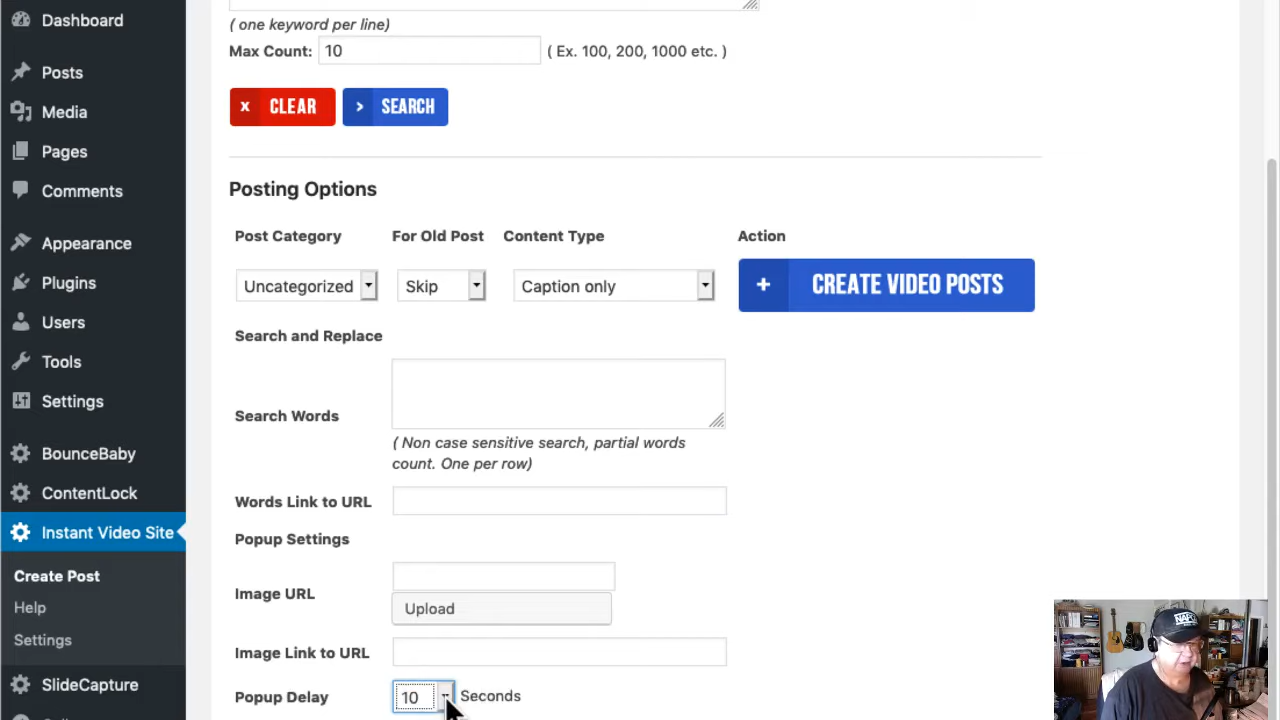 Dashboard
Posts
Media
Pages
Comments
Appearance
Plugins
Users
Tools
Settings
BounceBaby
ContentLock
Instant Video Site
Create Post
Help
Settings
SlideCapture
( one keyword per line)
Max Count: 10 ( Ex. 100, 200, 1000 etc. )
x CLEAR > SEARCH
Posting Options
Post Category For Old Post Content Type Action
Uncategorized Skip Caption only + CREATE VIDEO POSTS
Search and Replace
Search Words
( Non case sensitive search, partial words
count. One per row)
Words Link to URL
Popup Settings
Image URL
Upload
Image Link to URL
Popup Delay 10 Seconds